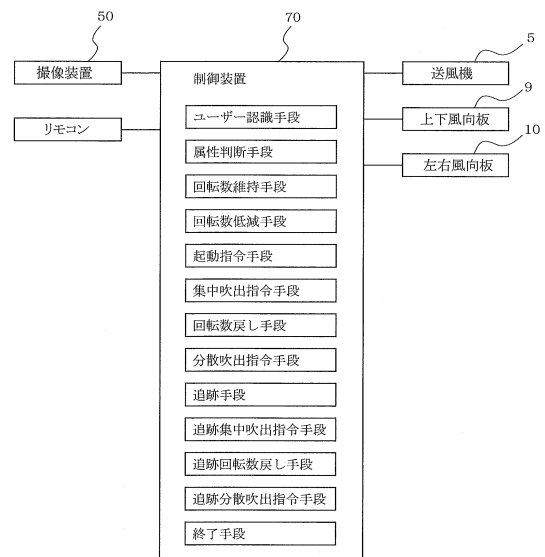 50
撮像装置
リモコン
70
制御装置
ユーザー認識手段
属性判断手段
回転数維持手段
回転数低減手段
起動指令手段
集中吹出指令手段
回転数戻し手段
分散吹出指令手段
追跡手段
追跡集中吹出指令手段
追跡回転数戻し手段
追跡分散吹出指令手段
終了手段
5
送風機
9
上下風向板
10
左右風向板